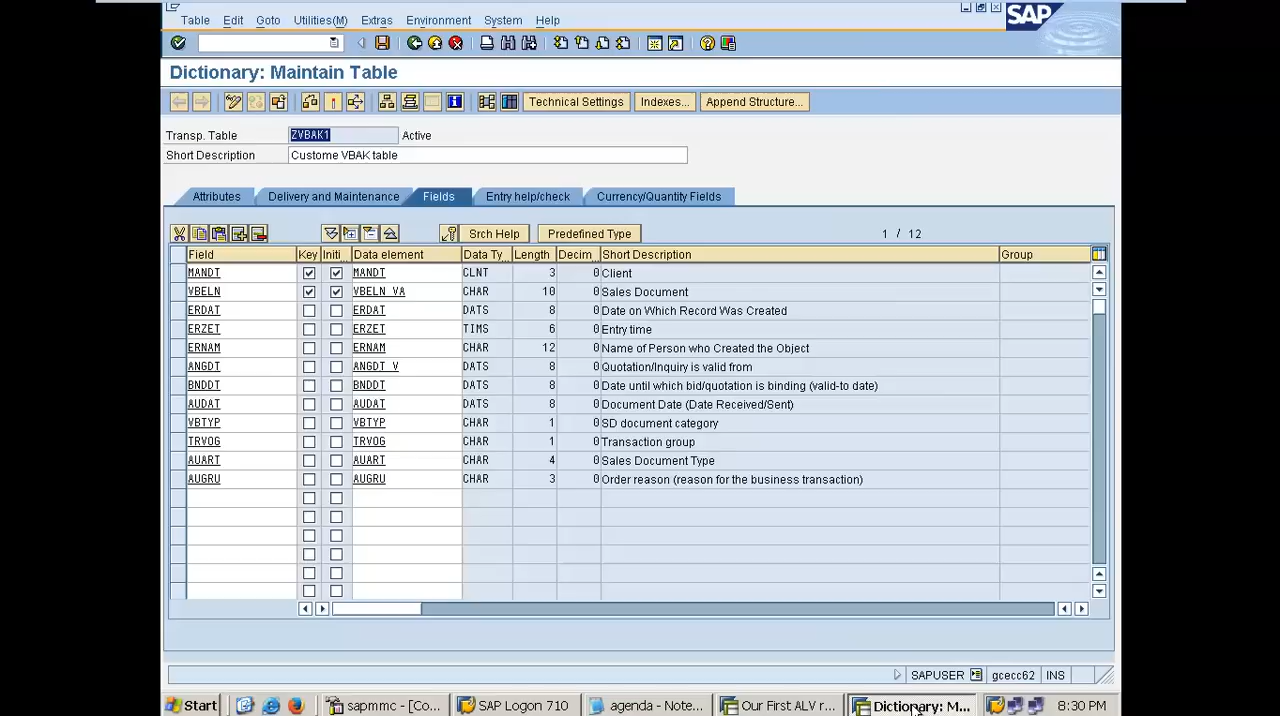 Table Edit Goto Utilities(M) Extras Environment System Help
SAP
Dictionary: Maintain Table
Technical Settings Indexes... Append Structure...
Transp. Table ZVBAK1 Active
Short Description Custome VBAK table
Attributes Delivery and Maintenance Fields Entry help/check Currency/Quantity Fields
Srch Help Predefined Type 1 / 12
Field Key Initi Data element Data Ty... Length Decim... Short Description Group
MANDT MANDT CLNT 3 0 Client
VBELN VBELN_VA CHAR 10 0 Sales Document
ERDAT ERDAT DATS 8 0 Date on Which Record Was Created
ERZET ERZET TIMS 6 0 Entry time
ERNAM ERNAM CHAR 12 0 Name of Person who Created the Object
ANGDT ANGDT_V DATS 8 0 Quotation/Inquiry is valid from
BNDDT BNDDT DATS 8 0 Date until which bid/quotation is binding (valid-to date)
AUDAT AUDAT DATS 8 0 Document Date (Date Received/Sent)
VBTYP VBTYP CHAR 1 0 SD document category
TRVOG TRVOG CHAR 1 0 Transaction group
AUART AUART CHAR 4 0 Sales Document Type
AUGRU AUGRU CHAR 3 0 Order reason (reason for the business transaction)
SAPUSER gcecc62 INS
Start sapmmc - [Co... SAP Logon 710 agenda - Note... Our First ALV r... Dictionary: M... 8:30 PM